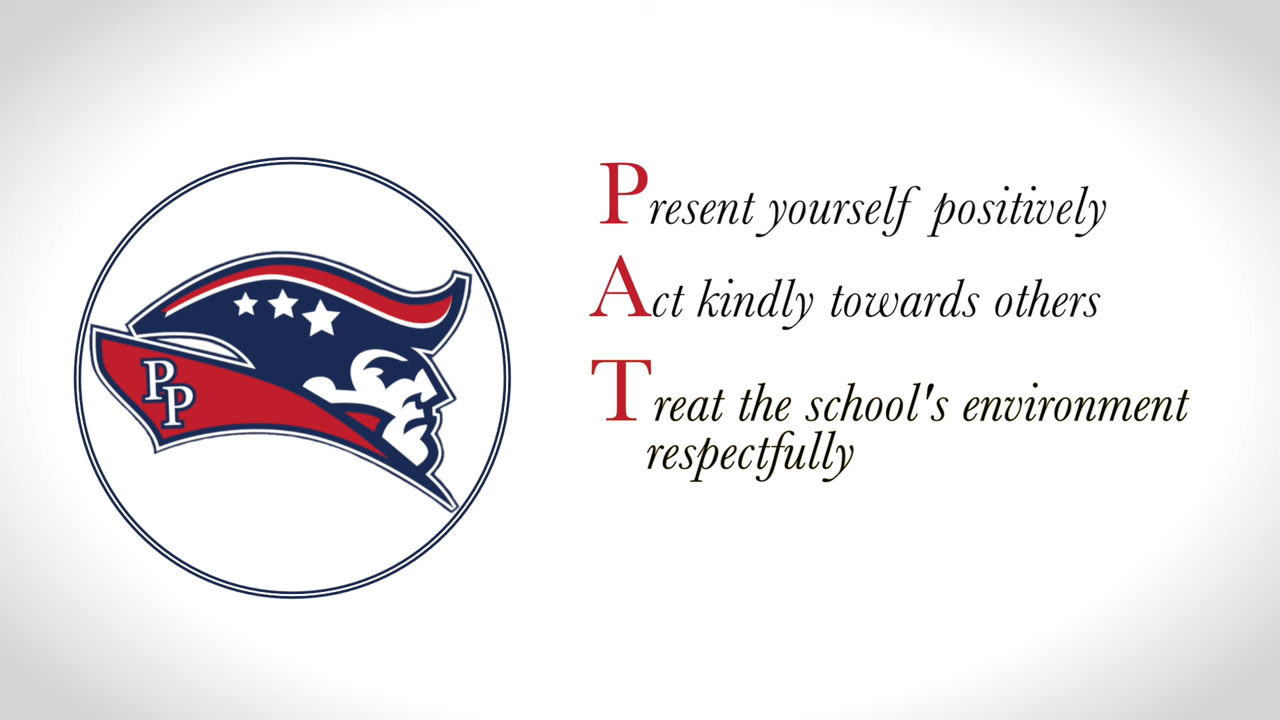 PP
Present yourself positively
Act kindly towards others
Treat the school's environment
respectfully